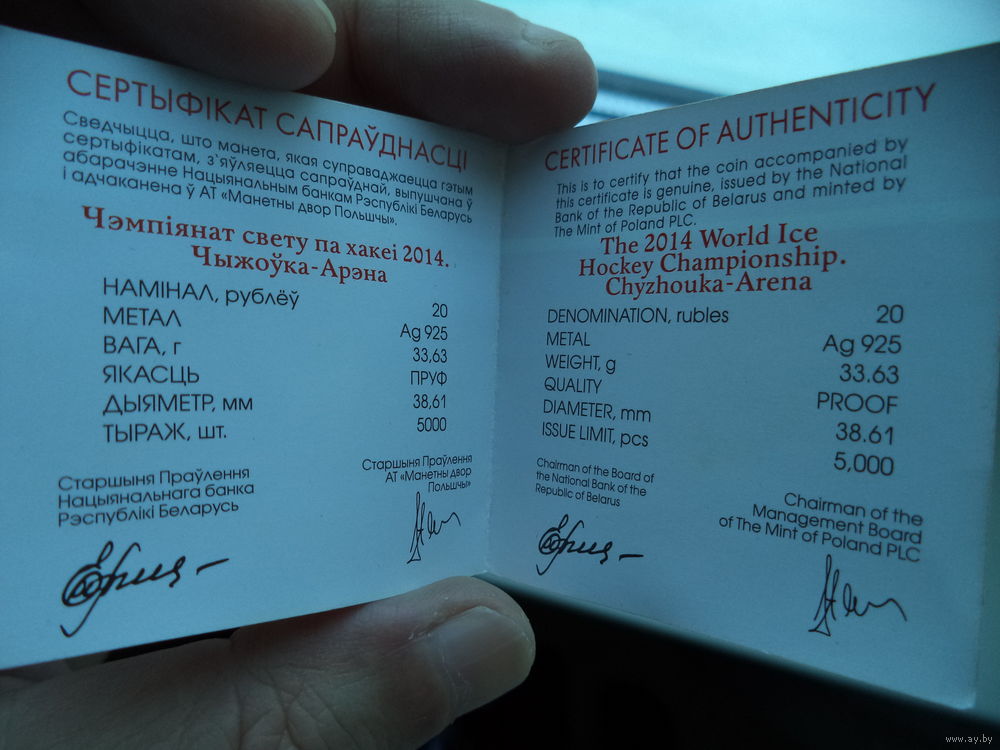 СЕРТЫФІКАТ САПРАЎДНАСЦІ
Сведчыцца, што манета, якая суправаджаецца гэтым
сертыфікатам, з`яўляецца сапраўднай, выпушчана ў
абарачэнне Нацыянальным банкам Рэспублікі Беларусь
і адчаканена ў АТ «Манетны двор Польшчы».
Чэмпіянат свету па хакеі 2014.
Чыжоўка-Арэна
НАМІНАЛ, рублёў 20
МЕТАЛ Ag 925
ВАГА, г 33,63
ЯКАСЦЬ ПРУФ
ДЫЯМЕТР, мм 38,61
ТЫРАЖ, шт. 5000
Старшыня Праўлення
Нацыянальнага банка
Рэспублікі Беларусь
Старшыня Праўлення
АТ «Манетны двор
Польшчы»
CERTIFICATE OF AUTHENTICITY
This is to certify that the coin accompanied by
this certificate is genuine, issued by the National
Bank of the Republic of Belarus and minted by
The Mint of Poland PLC.
The 2014 World Ice
Hockey Championship.
Chyzhouka-Arena
DENOMINATION, rubles 20
METAL Ag 925
WEIGHT, g 33.63
QUALITY PROOF
DIAMETER, mm 38.61
ISSUE LIMIT, pcs 5,000
Chairman of the Board of
the National Bank of the
Republic of Belarus
Chairman of the
Management Board
of The Mint of Poland PLC
www.ay.by